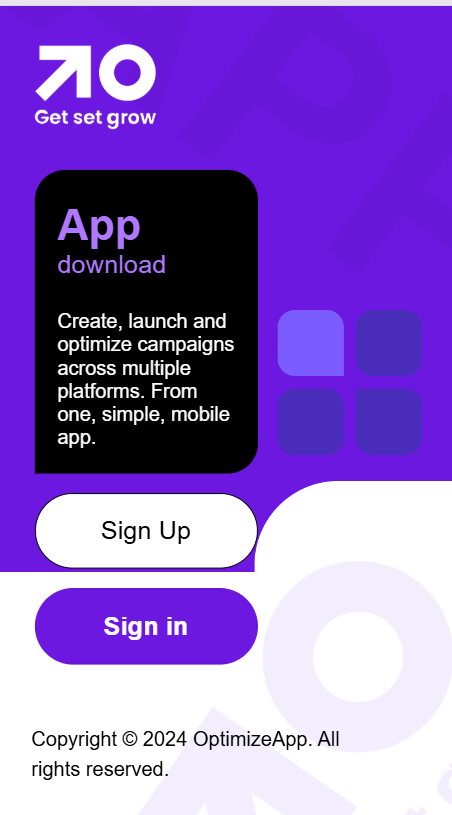 Get set grow
App
download
Create, launch and
optimize campaigns
across multiple
platforms. From
one, simple, mobile
app.
Sign Up
Sign in
Copyright © 2024 OptimizeApp. All
rights reserved.